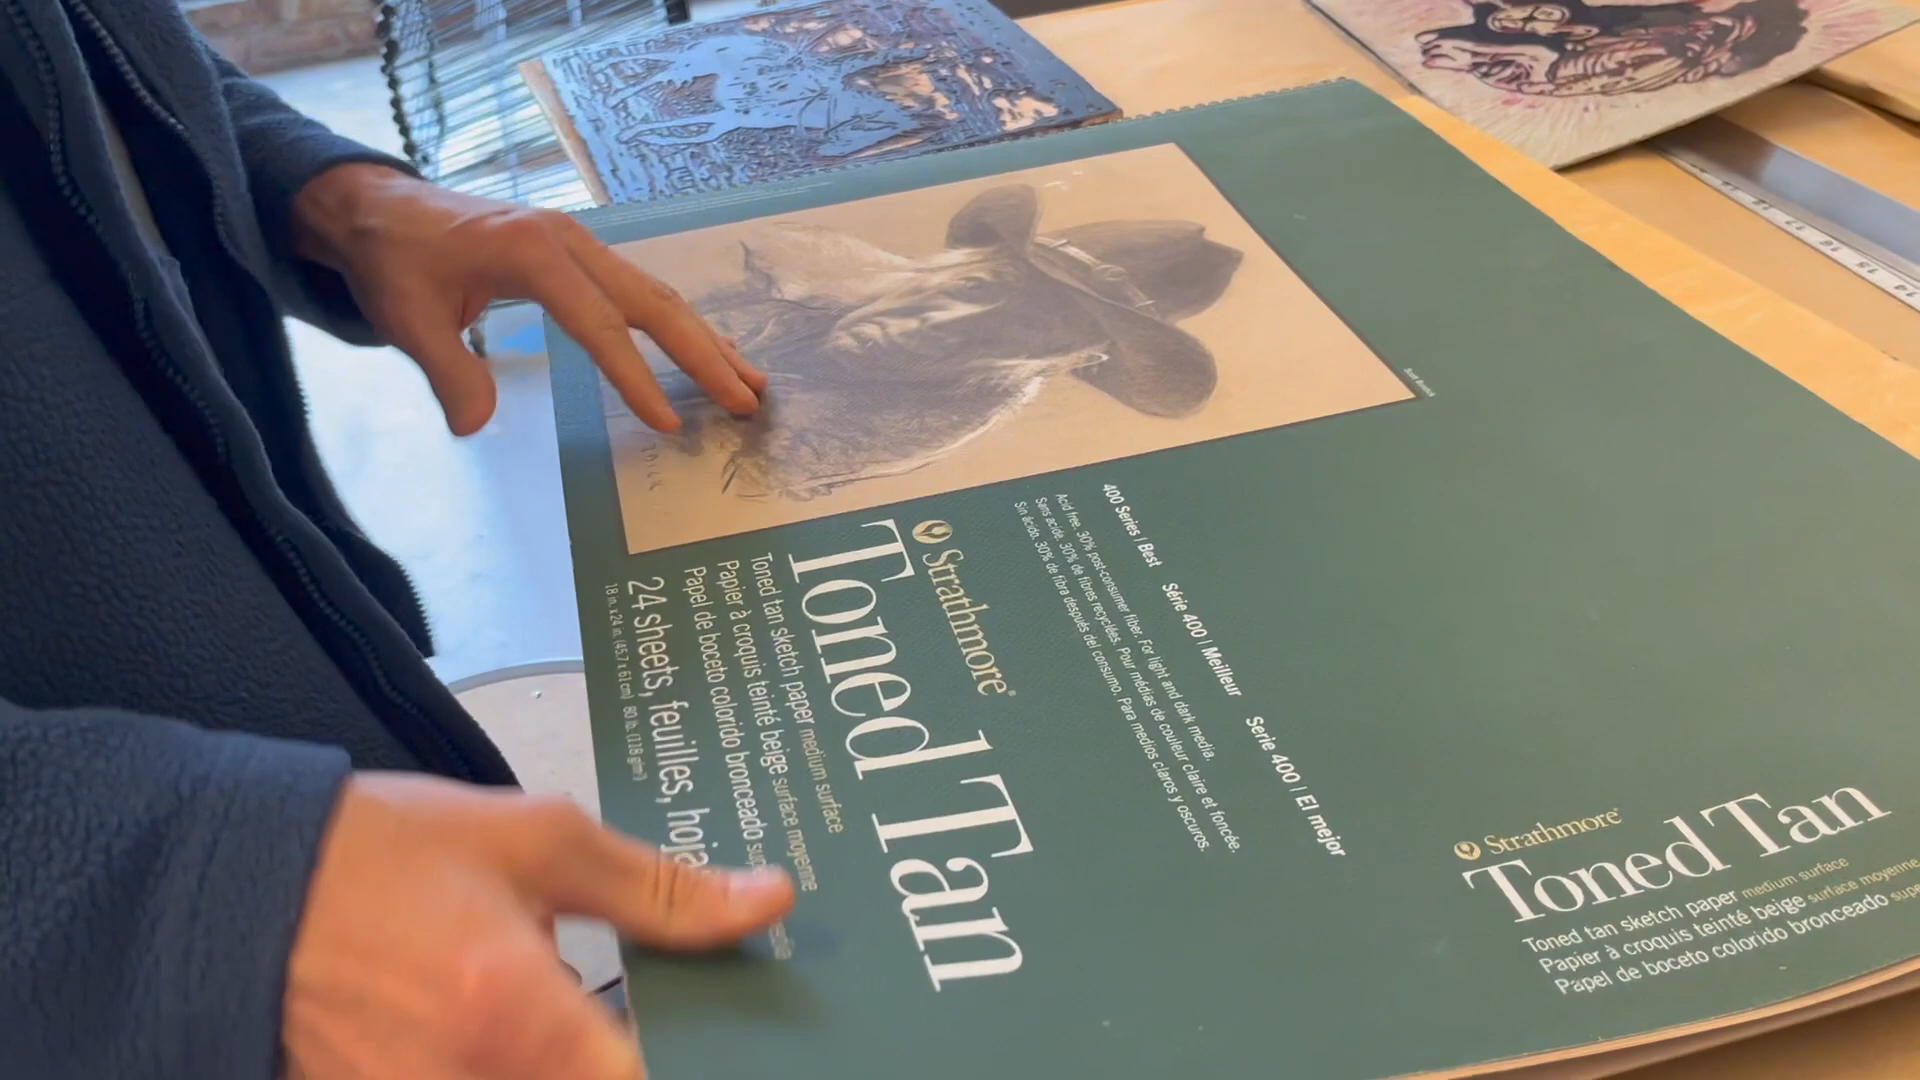 Strathmore®
Toned Tan
Toned tan sketch paper medium surface
Papier à croquis teinté beige surface moyenne
Papel de boceto colorido bronceado
24 sheets, feuilles,
18 in. x 24 in. (45.7 x 61 cm) 80 lb. (118 g/m²)
400 Series | Best Série 400 | Meilleur Serie 400 | El mejor
Acid free. 30% post-consumer fiber. For light and dark media.
Sans acide. 30% de fibres recyclées. Pour médias de couleur claire et foncée.
Sin ácido. 30% de fibra después del consumo. Para medios claros y oscuros.
Strathmore®
Toned Tan
Toned tan sketch paper medium surface
Papier à croquis teinté beige surface moyenne
Papel de boceto colorido bronceado
18
17
16
15
14